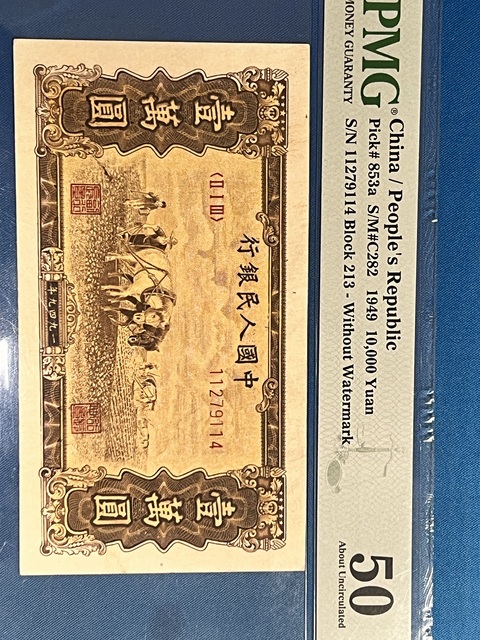 PMG®
MONEY GUARANTY
China / People's Republic
Pick# 853a S/M#C282 1949 10,000 Yuan
S/N 11279114 Block 213 - Without Watermark
50
About Uncirculated
中國人民銀行
〈II I III〉 11279114
壹萬圓
壹萬圓
一九四九年